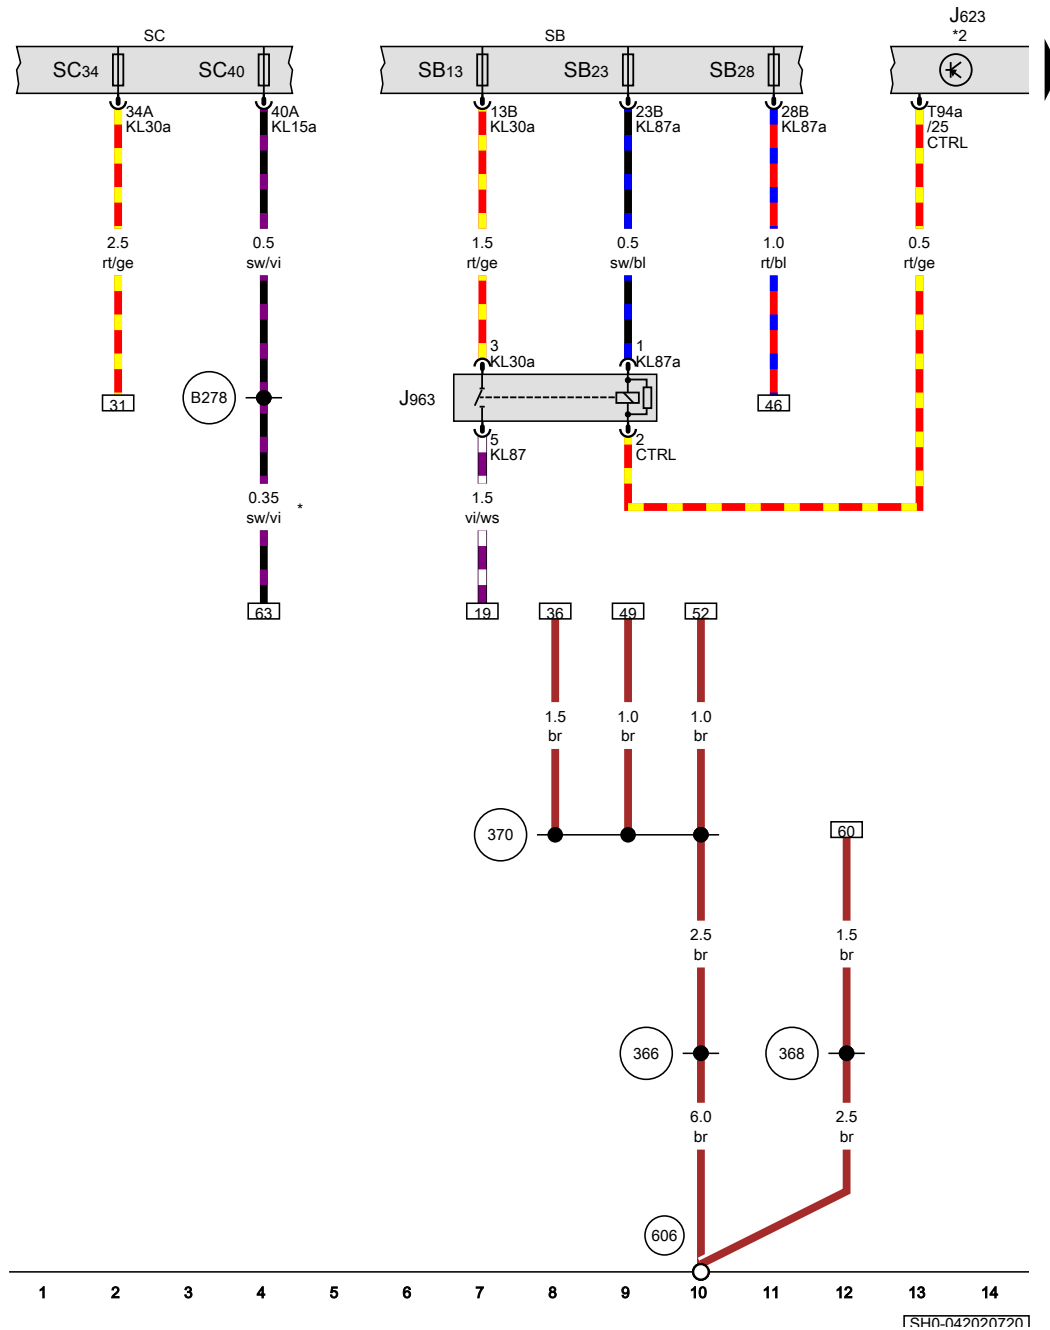 J623
*2
SC
SB
SC34
SC40
SB13
SB23
SB28
34A
KL30a
40A
KL15a
13B
KL30a
23B
KL87a
28B
KL87a
T94a
/25
CTRL
2.5
rt/ge
0.5
sw/vi
1.5
rt/ge
0.5
sw/bl
1.0
rt/bl
0.5
rt/ge
3
KL30a
1
KL87a
B278
J963
31
46
5
KL87
2
CTRL
0.35
sw/vi
*
1.5
vi/ws
63
19
36
49
52
1.5
br
1.0
br
1.0
br
370
60
2.5
br
1.5
br
366
368
6.0
br
2.5
br
606
1 2 3 4 5 6 7 8 9 10 11 12 13 14
SH0-042020720